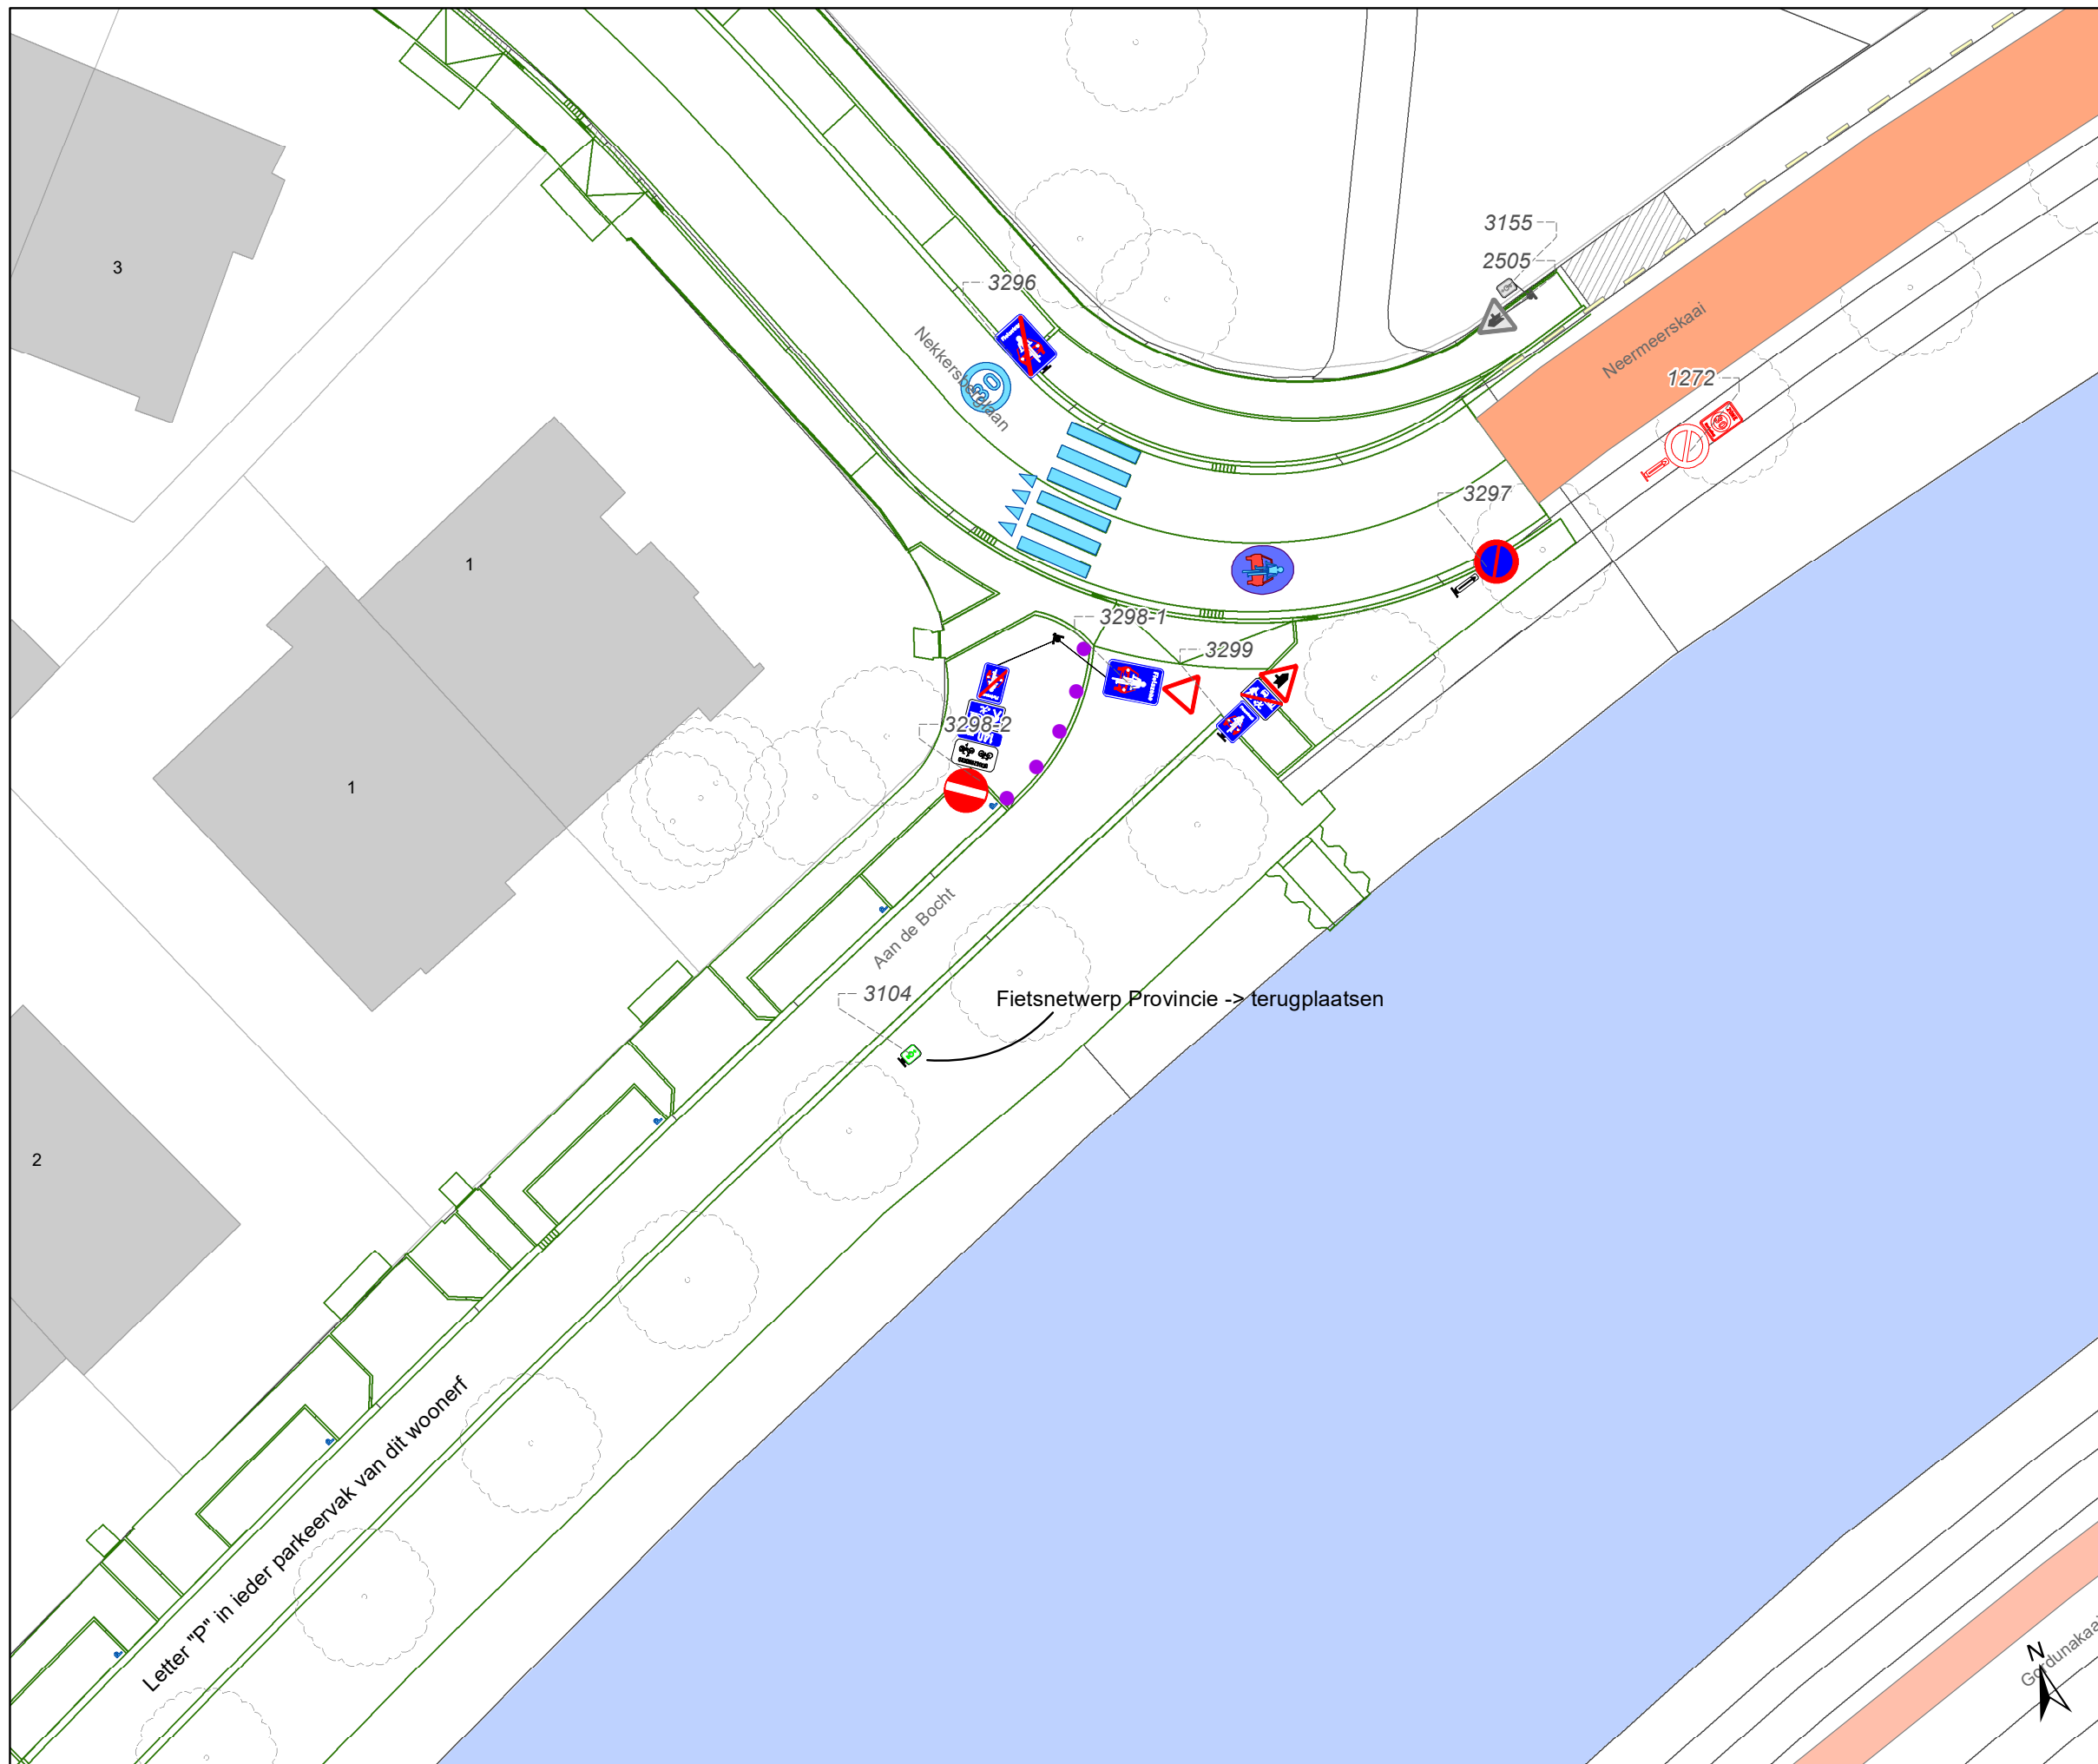 3
3155
2505
3296
Nekkersberglaan
30
Neermeerskaai
1272
3297
1
3298-1
3299
3298-2
1
Aan de Bocht
3104
Fietsnetwerp Provincie -> terugplaatsen
2
Letter "P" in ieder parkeervak van dit woonerf
N
Gordunakaai